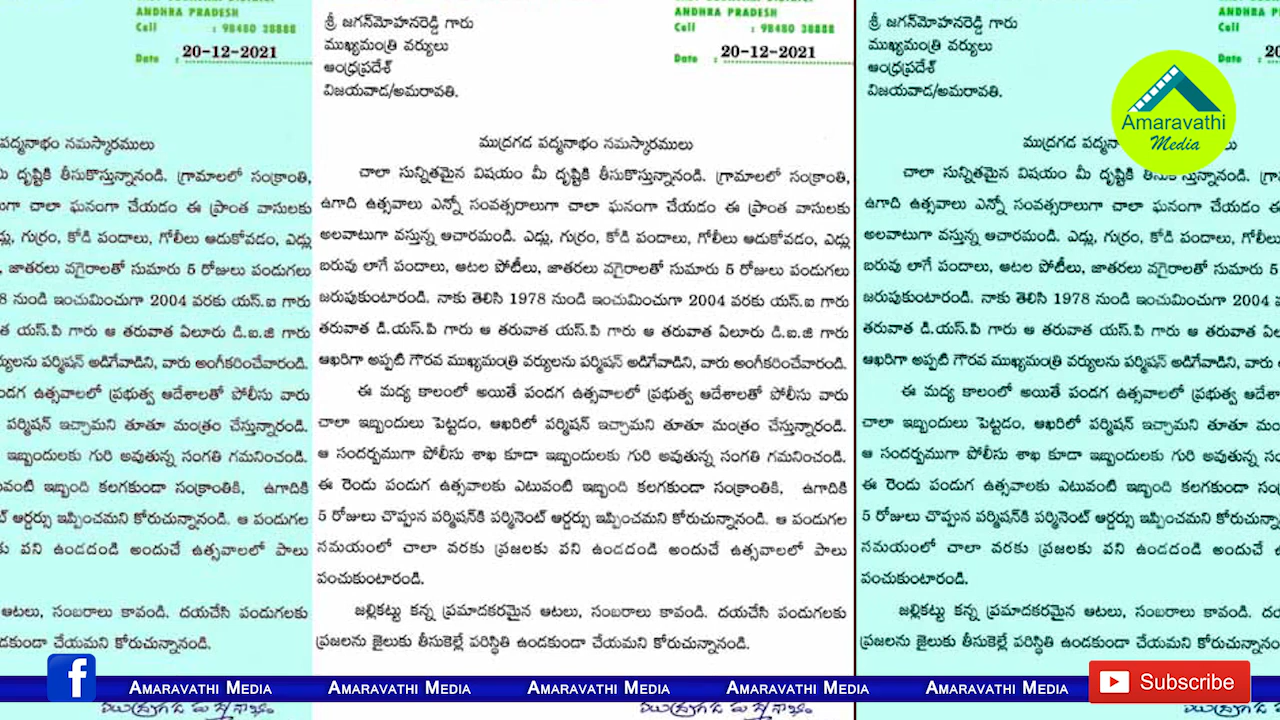 ANDHRA PRADESH
Cell : 98480 38888
Date : 20-12-2021
శ్రీ జగన్‌మోహనరెడ్డి గారు
ముఖ్యమంత్రి వర్యులు
ఆంధ్రప్రదేశ్
విజయవాడ/అమరావతి.
ముద్రగడ పద్మనాభం నమస్కారములు
చాలా సున్నితమైన విషయం మీ దృష్టికి తీసుకొస్తున్నానండి. గ్రామాలలో సంక్రాంతి,
ఉగాది ఉత్సవాలు ఎన్నో సంవత్సరాలుగా చాలా ఘనంగా చేయడం ఈ ప్రాంత వాసులకు
అలవాటుగా వస్తున్న ఆచారమండి. ఎడ్లు, గుర్రం, కోడి పందాలు, గోలీలు ఆడుకోవడం, ఎడ్లు
బరువు లాగే పందాలు, ఆటల పోటీలు, జాతరలు వగైరాలతో సుమారు 5 రోజులు పండుగలు
జరుపుకుంటారండి. నాకు తెలిసి 1978 నుండి ఇంచుమించుగా 2004 వరకు యస్.ఐ గారు
తరువాత డి.యస్.పి గారు ఆ తరువాత యస్.పి గారు ఆ తరువాత ఏలూరు డి.ఐ.జి గారు
ఆఖరిగా అప్పటి గౌరవ ముఖ్యమంత్రి వర్యులను పర్మిషన్ అడిగేవాడిని, వారు అంగీకరించేవారండి.
ఈ మద్య కాలంలో అయితే పండగ ఉత్సవాలలో ప్రభుత్వ ఆదేశాలతో పోలీసు వారు
చాలా ఇబ్బందులు పెట్టడం, ఆఖరిలో పర్మిషన్ ఇచ్చామని తూతూ మంత్రం చేస్తున్నారండి.
ఆ సందర్భముగా పోలీసు శాఖ కూడా ఇబ్బందులకు గురి అవుతున్న సంగతి గమనించండి.
ఈ రెండు పండుగ ఉత్సవాలకు ఎటువంటి ఇబ్బంది కలగకుండా సంక్రాంతికి, ఉగాదికి
5 రోజులు చొప్పున పర్మిషన్‌కి పర్మినెంట్ ఆర్డర్సు ఇప్పించమని కోరుచున్నానండి. ఆ పండుగల
సమయంలో చాలా వరకు ప్రజలకు పని ఉండదండి అందుచే ఉత్సవాలలో పాలు
పంచుకుంటారండి.
జల్లికట్టు కన్న ప్రమాదకరమైన ఆటలు, సంబరాలు కావండి. దయచేసి పండుగలకు
ప్రజలను జైలుకు తీసుకెల్లే పరిస్థితి ఉండకుండా చేయమని కోరుచున్నానండి.
ముద్రగడ పద్మనాభం
Amaravathi
Media
f
Amaravathi Media Amaravathi Media Amaravathi Media Amaravathi Media Amaravathi Media
Subscribe